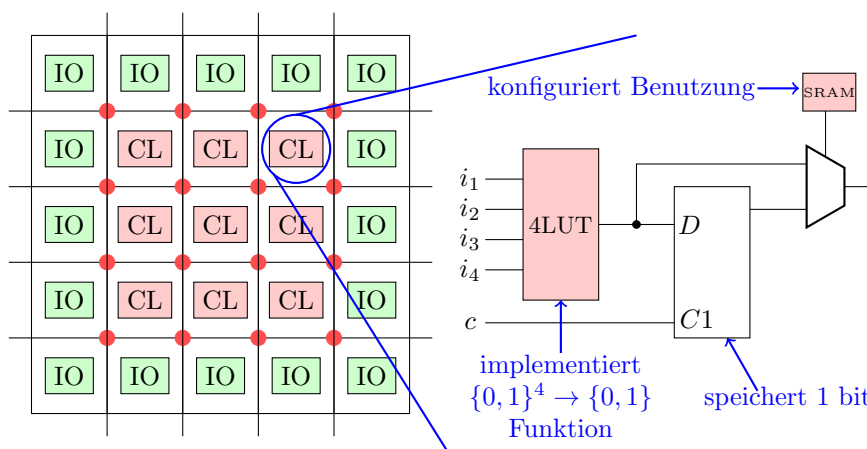 IO IO IO IO IO
IO CL CL CL IO
IO CL CL CL IO
IO CL CL CL IO
IO IO IO IO IO
konfiguriert Benutzung
SRAM
i₁
i₂
i₃
i₄
c
4LUT
D
C1
implementiert
{0, 1}⁴ → {0, 1}
Funktion
speichert 1 bit